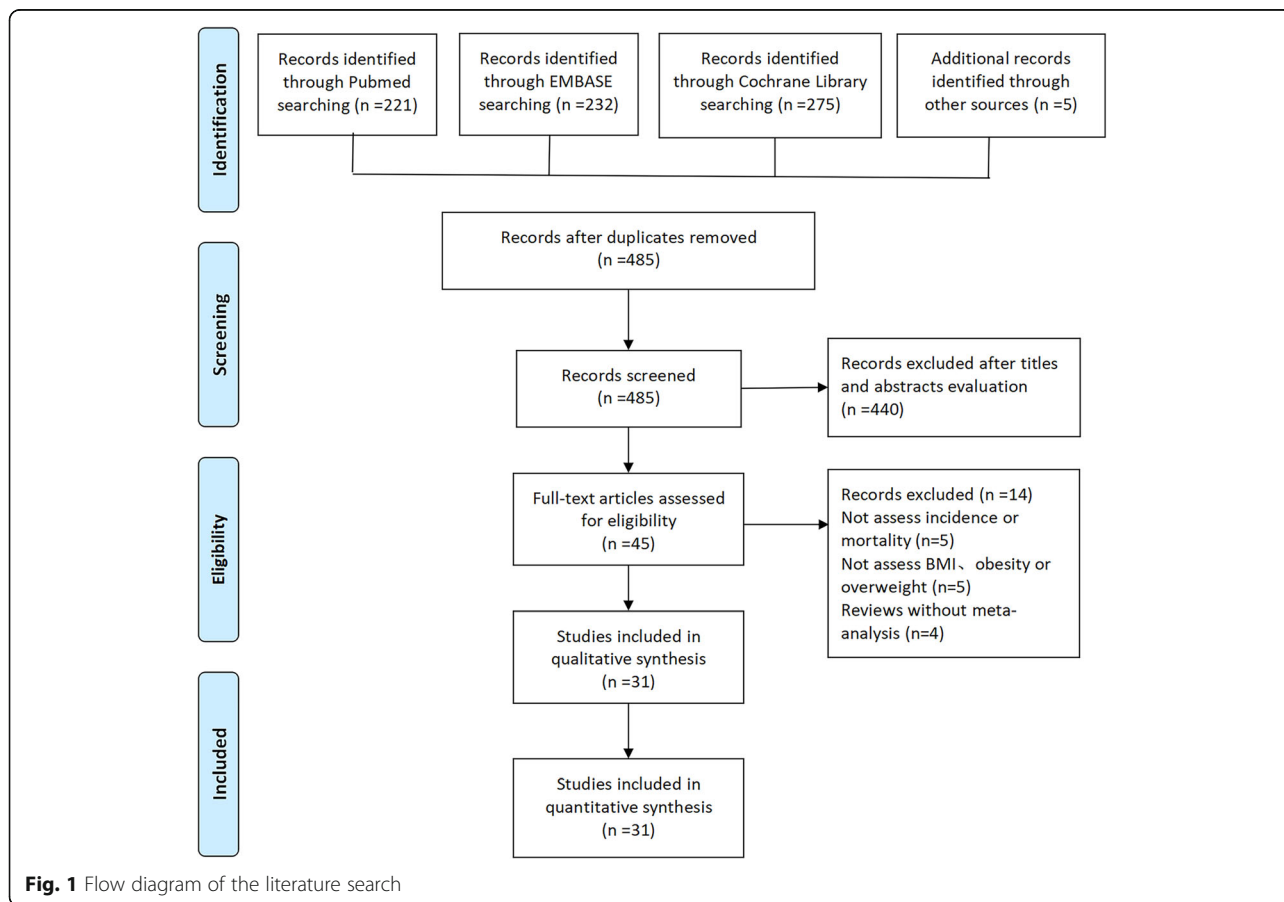 Identification
Records identified
through Pubmed
searching (n =221)
Records identified
through EMBASE
searching (n =232)
Records identified
through Cochrane Library
searching (n =275)
Additional records
identified through
other sources (n =5)
Screening
Records after duplicates removed
(n =485)
Records screened
(n =485)
Records excluded after titles
and abstracts evaluation
(n =440)
Eligibility
Full-text articles assessed
for eligibility
(n =45)
Records excluded (n =14)
Not assess incidence or
mortality (n=5)
Not assess BMI、obesity or
overweight (n=5)
Reviews without meta-
analysis (n=4)
Studies included in
qualitative synthesis
(n =31)
Included
Studies included in
quantitative synthesis
(n =31)
Fig. 1 Flow diagram of the literature search